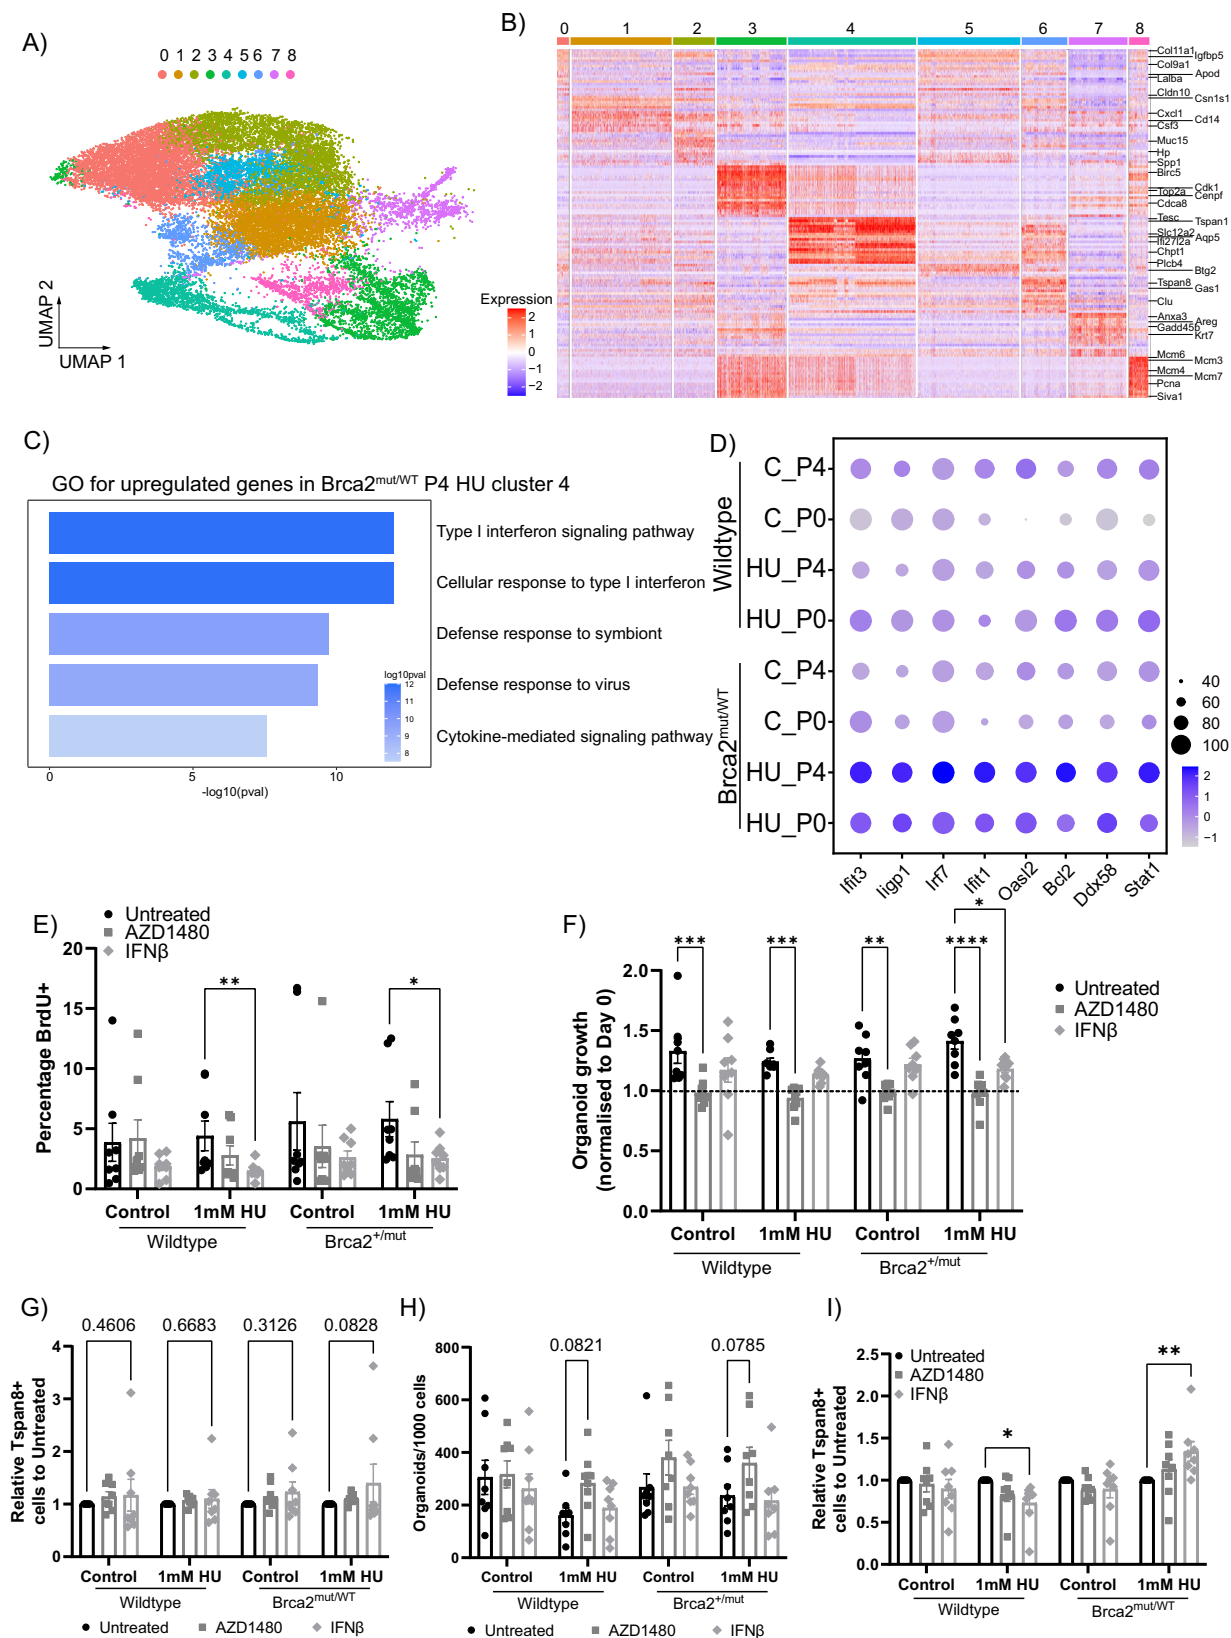 A)
0 1 2 3 4 5 6 7 8
UMAP 2
UMAP 1
B)
0 1 2 3 4 5 6 7 8
Col11a1
Igfbp5
Col9a1
Apod
Lalba
Cldn10
Csn1s1
Cxcl1
Cd14
Csf3
Muc15
Hp
Spp1
Birc5
Cdk1
Top2a
Cenpf
Cdca8
Tesc
Tspan1
Slc12a2
Aqp5
Ifi27l2a
Chpt1
Plcb4
Btg2
Tspan8
Gas1
Clu
Anxa3
Areg
Gadd45b
Krt7
Mcm6
Mcm3
Mcm4
Mcm7
Pcna
Siva1
Expression
2
1
0
−1
−2
C)
GO for upregulated genes in Brca2mut/WT P4 HU cluster 4
Type I interferon signaling pathway
Cellular response to type I interferon
Defense response to symbiont
Defense response to virus
Cytokine-mediated signaling pathway
log10pval
12
11
10
9
8
0 5 10
-log10(pval)
D)
Wildtype
C_P4
C_P0
HU_P4
HU_P0
Brca2mut/WT
C_P4
C_P0
HU_P4
HU_P0
Ifit3 Iigp1 Irf7 Ifit1 Oasl2 Bcl2 Ddx58 Stat1
40
60
80
100
2
1
0
−1
E)
Untreated
AZD1480
IFNβ
Percentage BrdU+
20
15
10
5
0
** *
Control 1mM HU Control 1mM HU
Wildtype Brca2+/mut
F)
Organoid growth
(normalised to Day 0)
2.0
1.5
1.0
0.5
0.0
*** *** ** **** *
Untreated
AZD1480
IFNβ
Control 1mM HU Control 1mM HU
Wildtype Brca2+/mut
G)
Relative Tspan8+
cells to Untreated
4
3
2
1
0
0.4606 0.6683 0.3126 0.0828
Control 1mM HU Control 1mM HU
Wildtype Brca2mut/WT
Untreated AZD1480 IFNβ
H)
Organoids/1000 cells
800
600
400
200
0
0.0821 0.0785
Control 1mM HU Control 1mM HU
Wildtype Brca2+/mut
Untreated AZD1480 IFNβ
I)
Relative Tspan8+
cells to Untreated
2.5
2.0
1.5
1.0
0.5
0.0
Untreated
AZD1480
IFNβ
* **
Control 1mM HU Control 1mM HU
Wildtype Brca2mut/WT